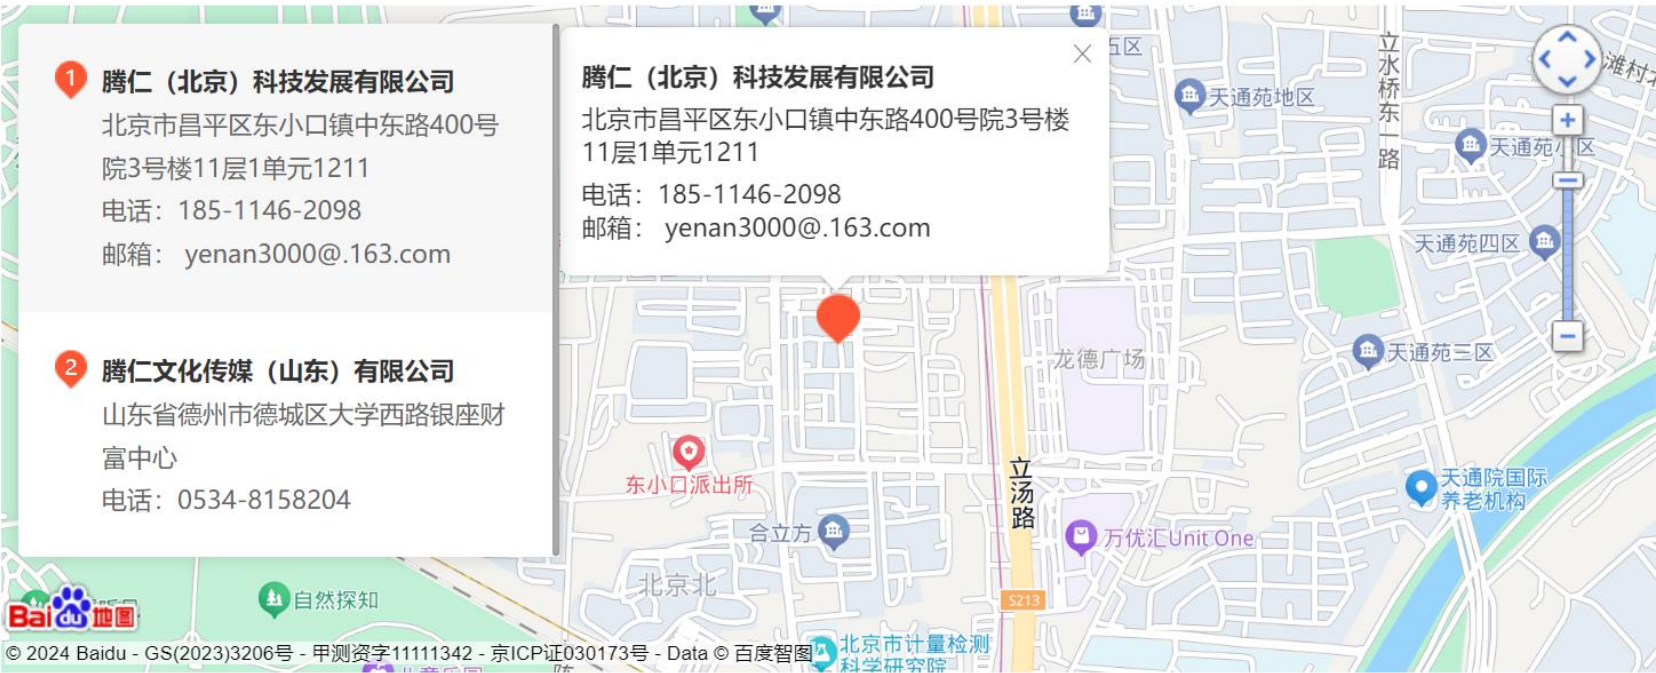 1
腾仁（北京）科技发展有限公司
北京市昌平区东小口镇中东路400号
院3号楼11层1单元1211
电话：185-1146-2098
邮箱： yenan3000@.163.com
2
腾仁文化传媒（山东）有限公司
山东省德州市德城区大学西路银座财
富中心
电话：0534-8158204
腾仁（北京）科技发展有限公司
北京市昌平区东小口镇中东路400号院3号楼
11层1单元1211
电话：185-1146-2098
邮箱： yenan3000@.163.com
五区
天通苑地区
立水桥东一路
滩村
天通苑小区
天通苑四区
天通苑三区
龙德广场
东小口派出所
立汤路
天通院国际
养老机构
合立方
万优汇Unit One
北京北
自然探知
S213
Bai du 地图
北京市计量检测
科学研究院
© 2024 Baidu - GS(2023)3206号 - 甲测资字11111342 - 京ICP证030173号 - Data © 百度智图